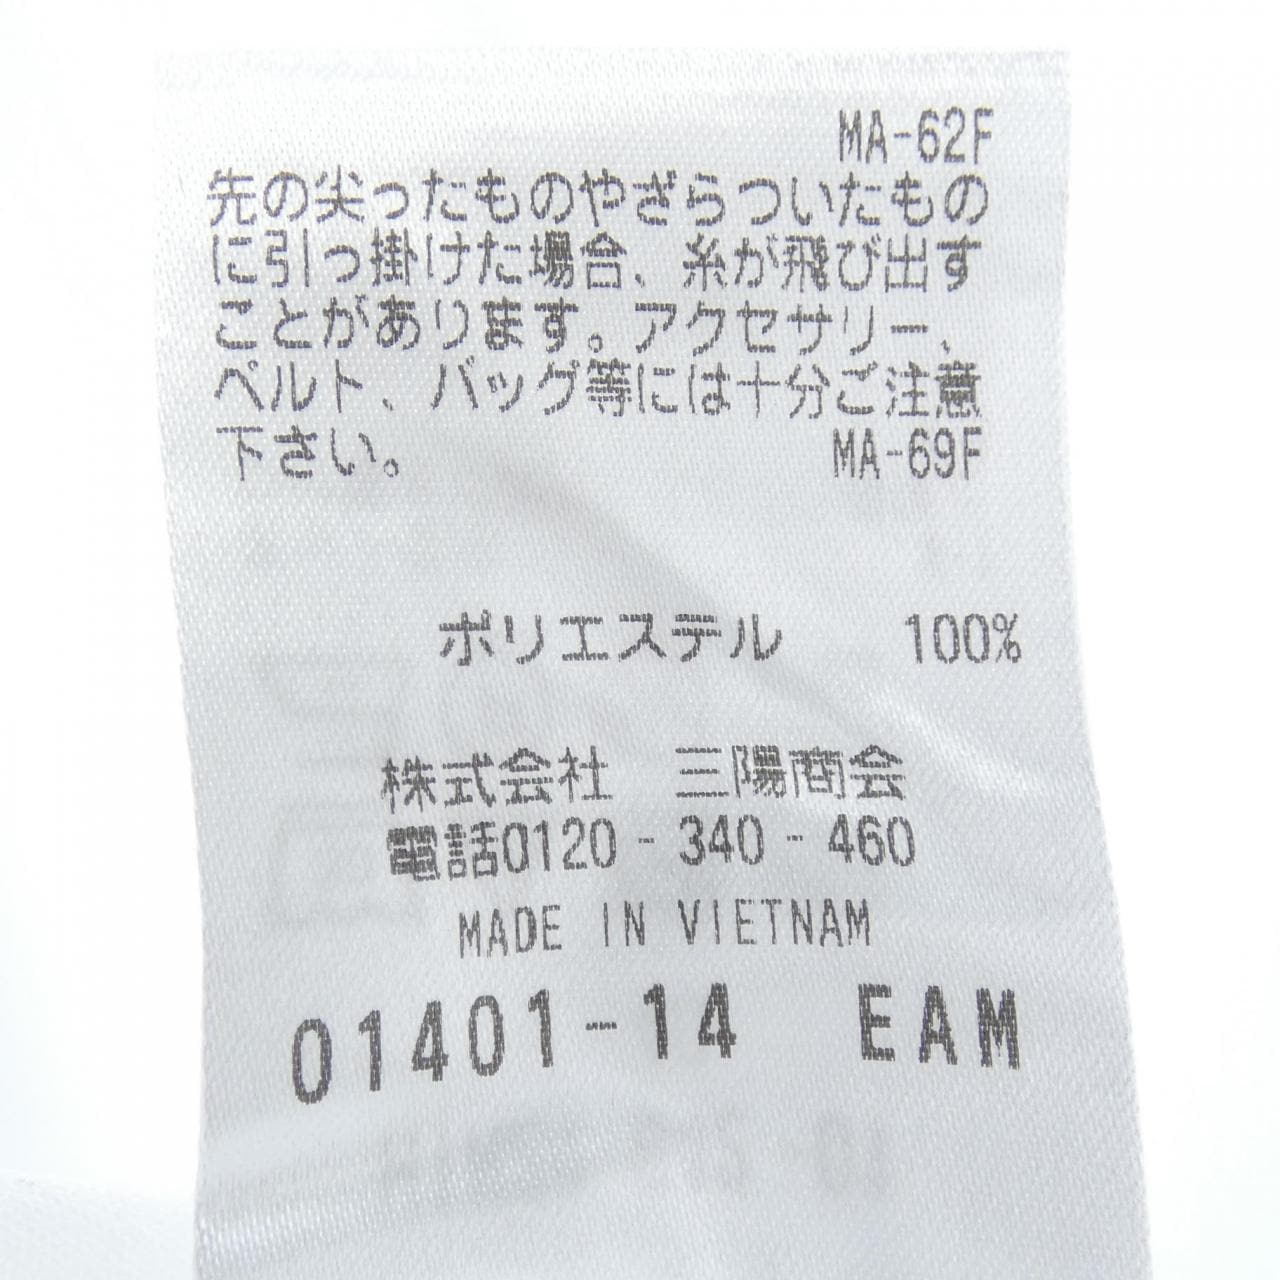 MA-62F
先の尖ったものやざらついたもの
に引っ掛けた場合、糸が飛び出す
ことがあります。アクセサリー、
ベルト、バッグ等には十分ご注意
下さい。 MA-69F
ポリエステル 100%
株式会社 三陽商会
電話0120-340-460
MADE IN VIETNAM
01401-14 EAM